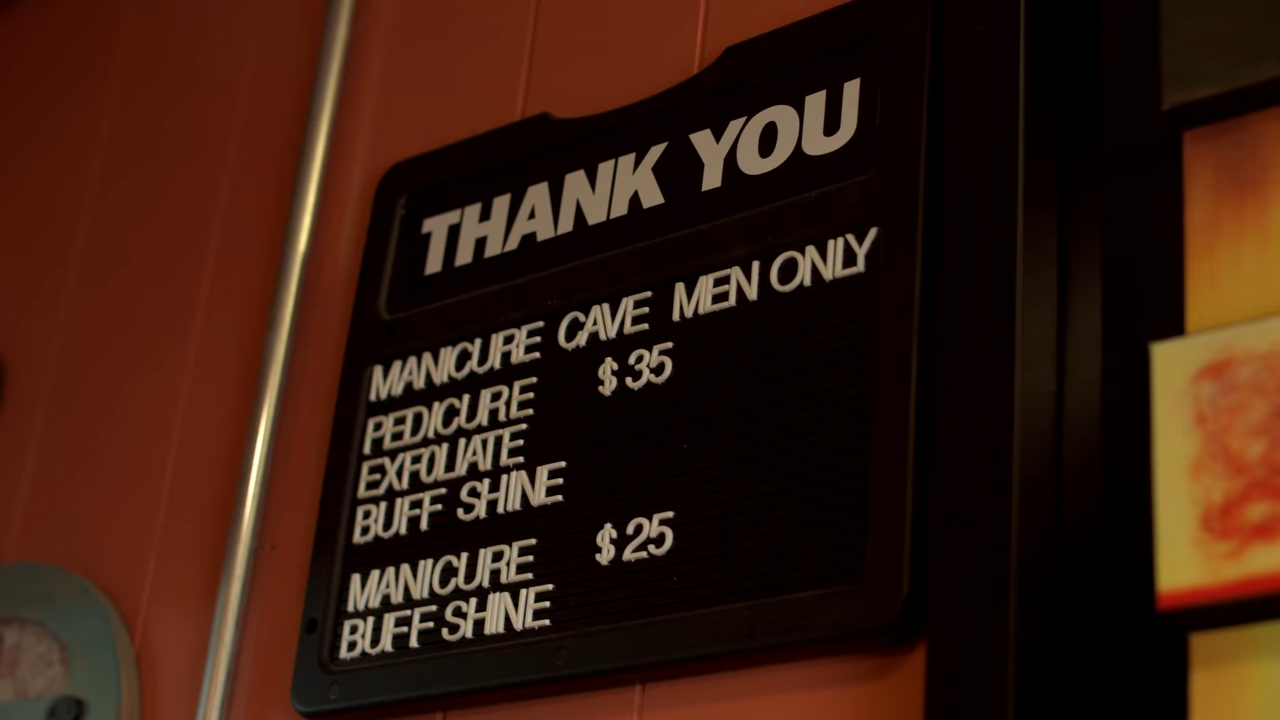 THANK YOU
MANICURE CAVE MEN ONLY
PEDICURE $35
EXFOLIATE
BUFF SHINE
MANICURE $25
BUFF SHINE